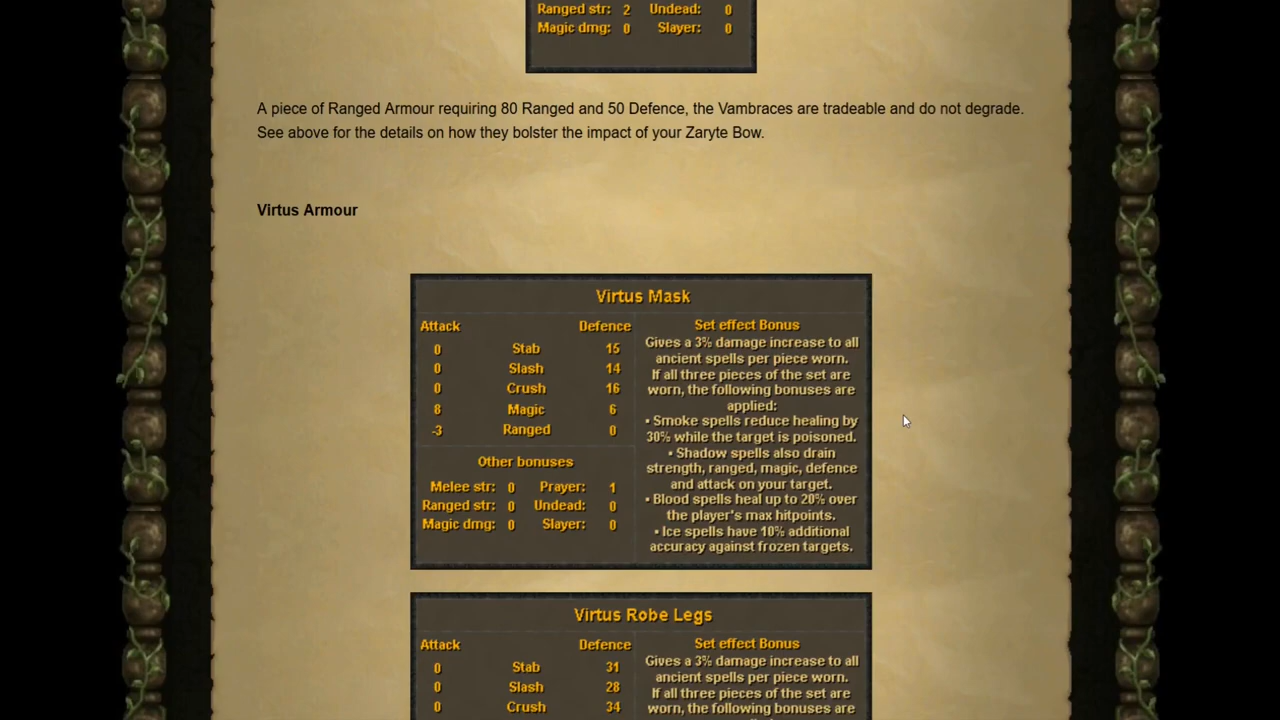 Ranged str: 2 Undead: 0
Magic dmg: 0 Slayer: 0
A piece of Ranged Armour requiring 80 Ranged and 50 Defence, the Vambraces are tradeable and do not degrade.
See above for the details on how they bolster the impact of your Zaryte Bow.
Virtus Armour
Virtus Mask
Attack Defence
0 Stab 15
0 Slash 14
0 Crush 16
8 Magic 6
-3 Ranged 0
Other bonuses
Melee str: 0 Prayer: 1
Ranged str: 0 Undead: 0
Magic dmg: 0 Slayer: 0
Set effect Bonus
Gives a 3% damage increase to all
ancient spells per piece worn.
If all three pieces of the set are
worn, the following bonuses are
applied:
• Smoke spells reduce healing by
30% while the target is poisoned.
• Shadow spells also drain
strength, ranged, magic, defence
and attack on your target.
• Blood spells heal up to 20% over
the player's max hitpoints.
• Ice spells have 10% additional
accuracy against frozen targets.
Virtus Robe Legs
Attack Defence
0 Stab 31
0 Slash 28
0 Crush 34
Set effect Bonus
Gives a 3% damage increase to all
ancient spells per piece worn.
If all three pieces of the set are
worn, the following bonuses are